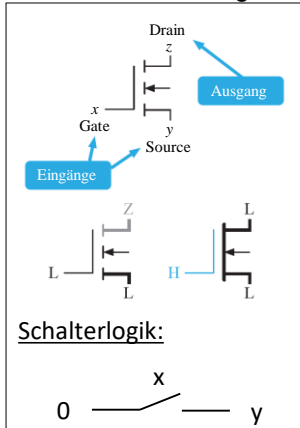 Drain
z
Ausgang
x
Gate
y
Source
Eingänge
Z
L
L
L
H
L
Schalterlogik:
x
0
y